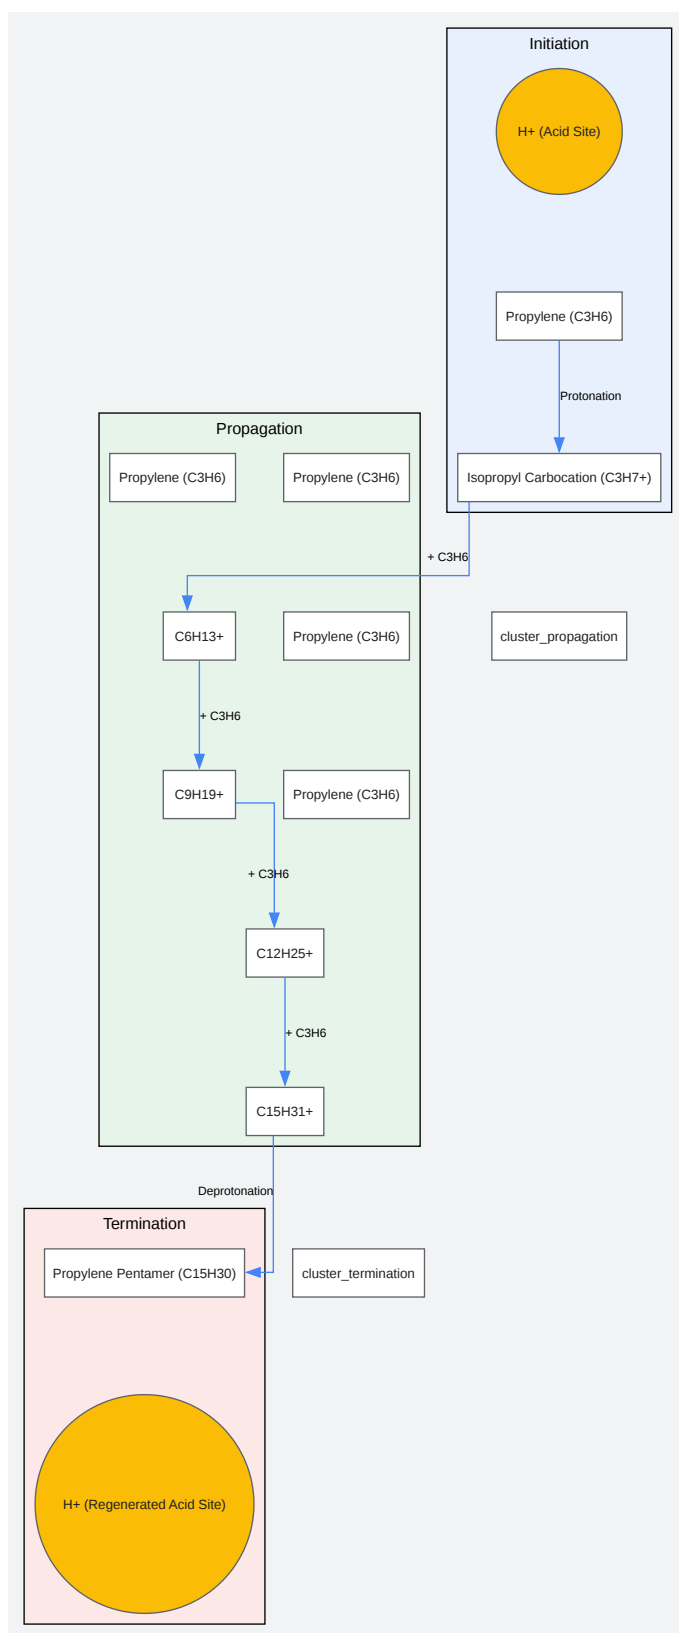 Initiation
H+ (Acid Site)
Propylene (C3H6)
Protonation
Isopropyl Carbocation (C3H7+)
Propagation
Propylene (C3H6)
Propylene (C3H6)
+ C3H6
C6H13+
Propylene (C3H6)
cluster_propagation
+ C3H6
C9H19+
Propylene (C3H6)
+ C3H6
C12H25+
+ C3H6
C15H31+
Deprotonation
Termination
Propylene Pentamer (C15H30)
cluster_termination
H+ (Regenerated Acid Site)